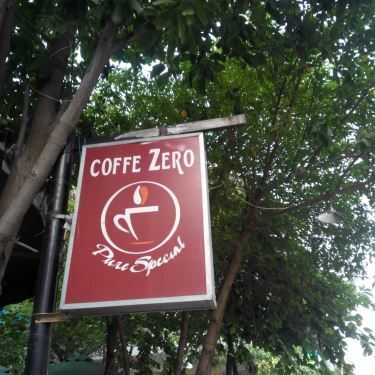 COFFE ZERO
Pure Special